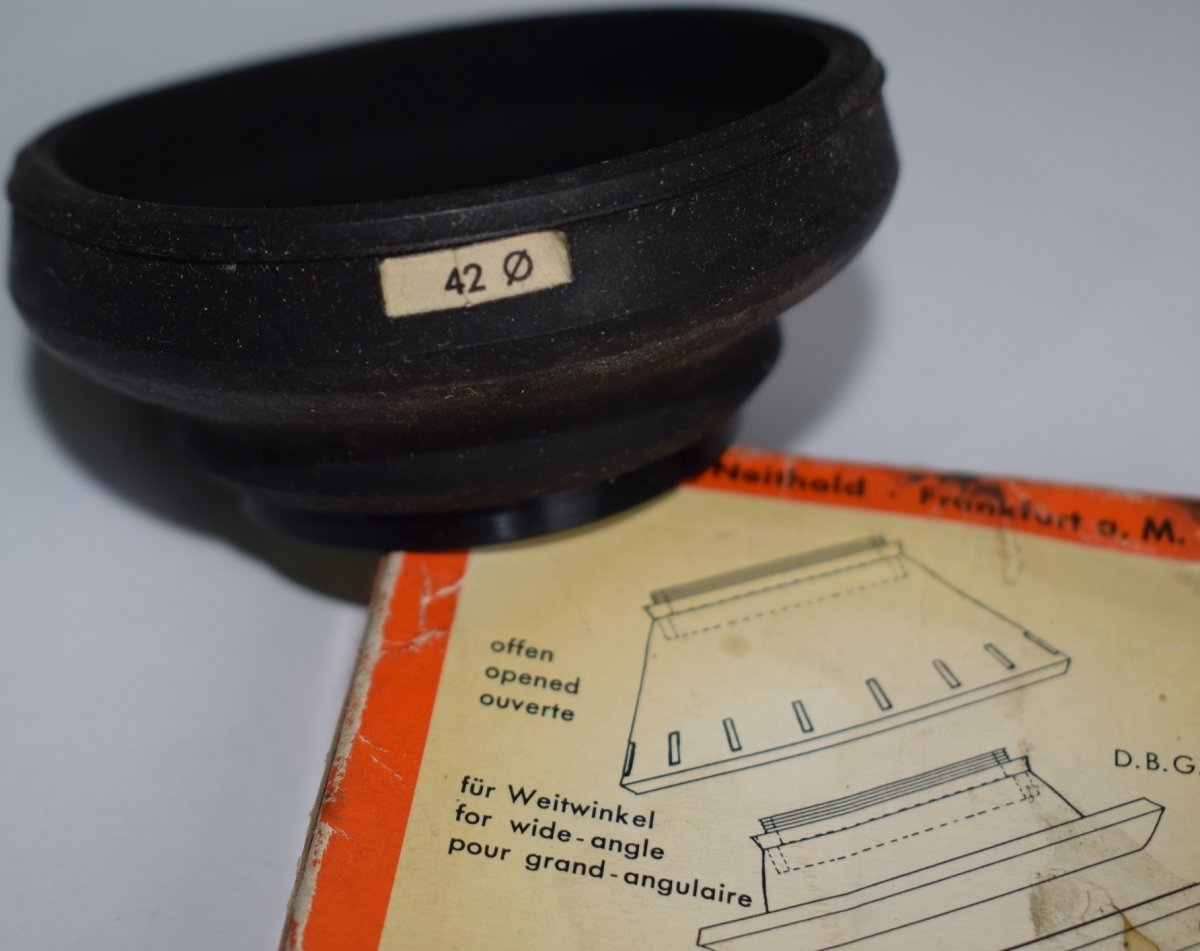 42 Ø
Neithold · Frankfurt a. M.
offen
opened
ouverte
D.B.G.
für Weitwinkel
for wide-angle
pour grand-angulaire